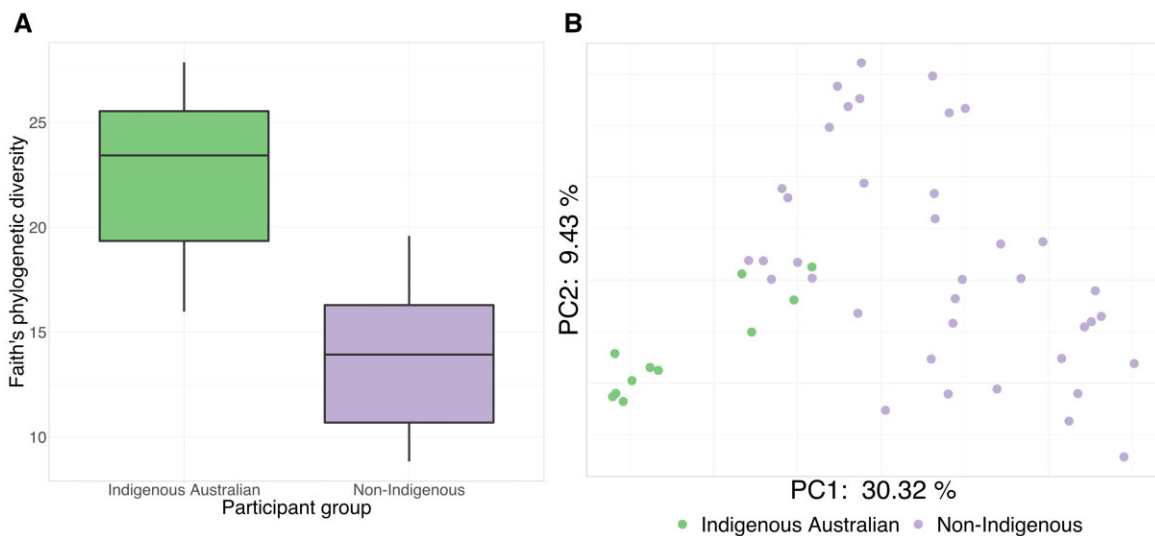 A
Faith's phylogenetic diversity
25
20
15
10
Indigenous Australian Non-Indigenous
Participant group
B
PC2: 9.43 %
PC1: 30.32 %
Indigenous Australian Non-Indigenous